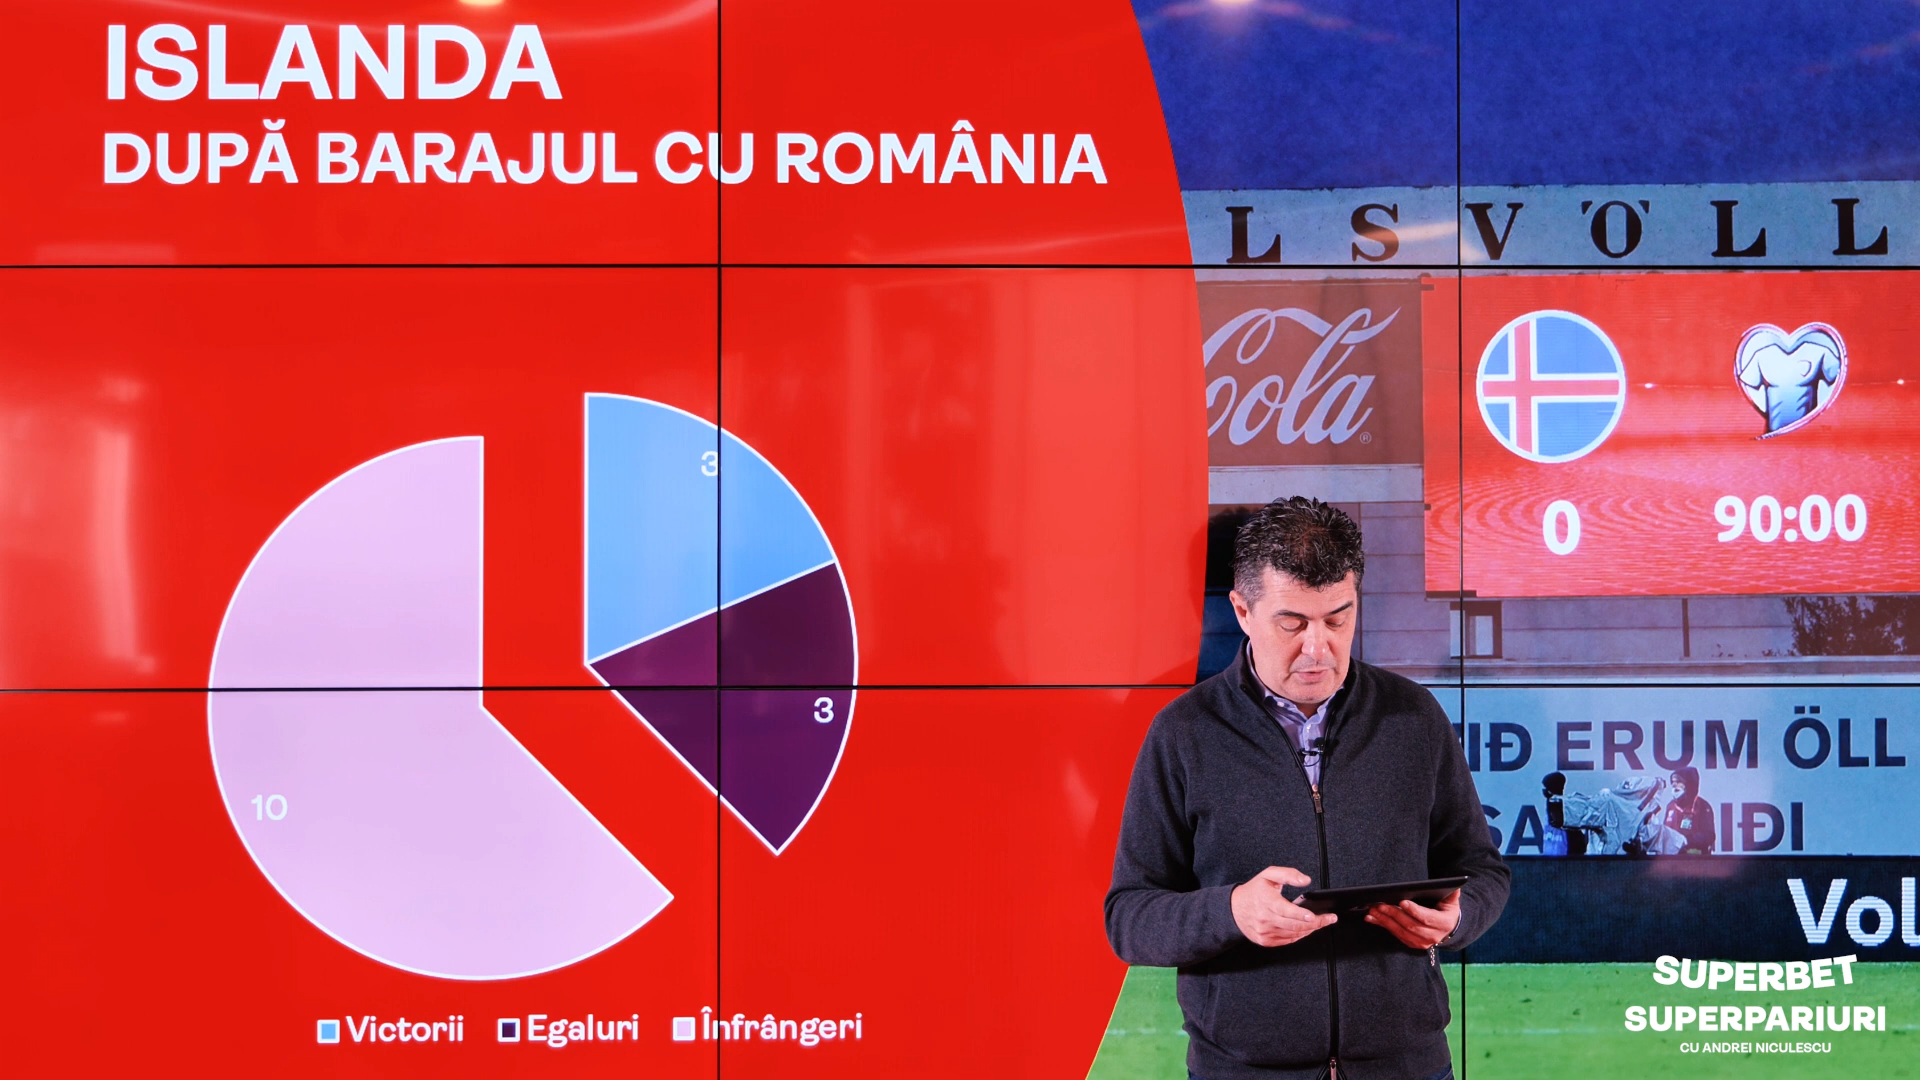 ISLANDA
DUPĂ BARAJUL CU ROMÂNIA
3
3
10
Victorii Egaluri Înfrângeri
LSVÖLL
Cola
0 90:00
IÐ ERUM ÖLL
SA IÐI
Vol
SUPERBET
SUPERPARIURI
CU ANDREI NICULESCU